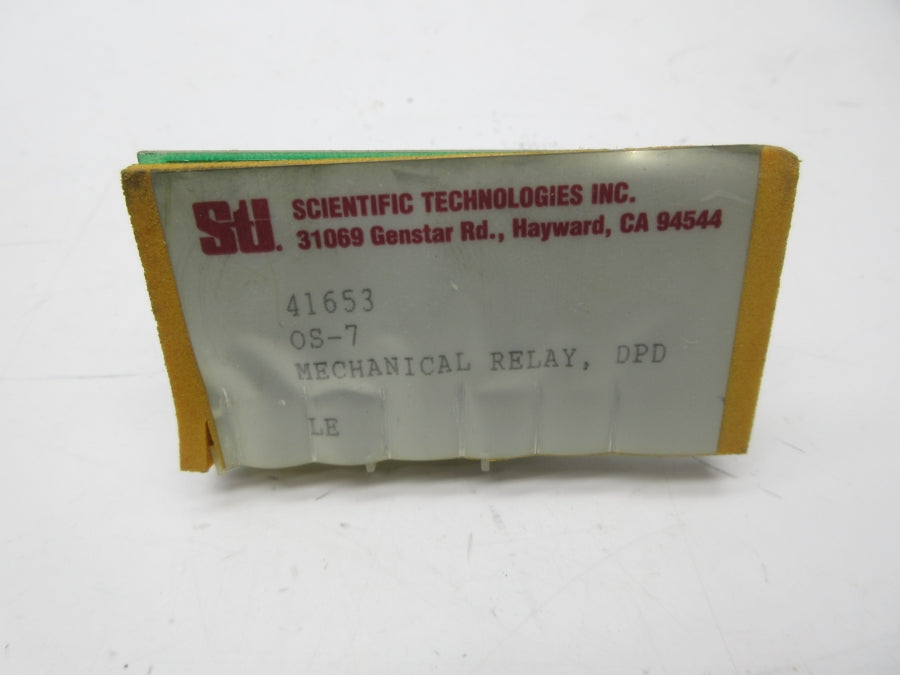 Sti. SCIENTIFIC TECHNOLOGIES INC.
31069 Genstar Rd., Hayward, CA 94544
41653
OS-7
MECHANICAL RELAY, DPD
LE